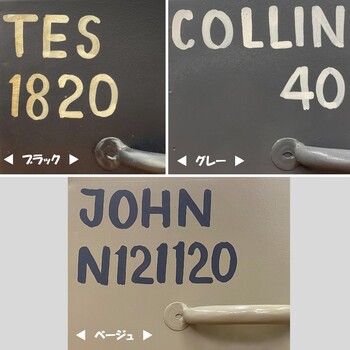 TES
1820
◀ ブラック ▶
COLLIN
40
◀ グレー ▶
JOHN
N121120
◀ ベージュ ▶